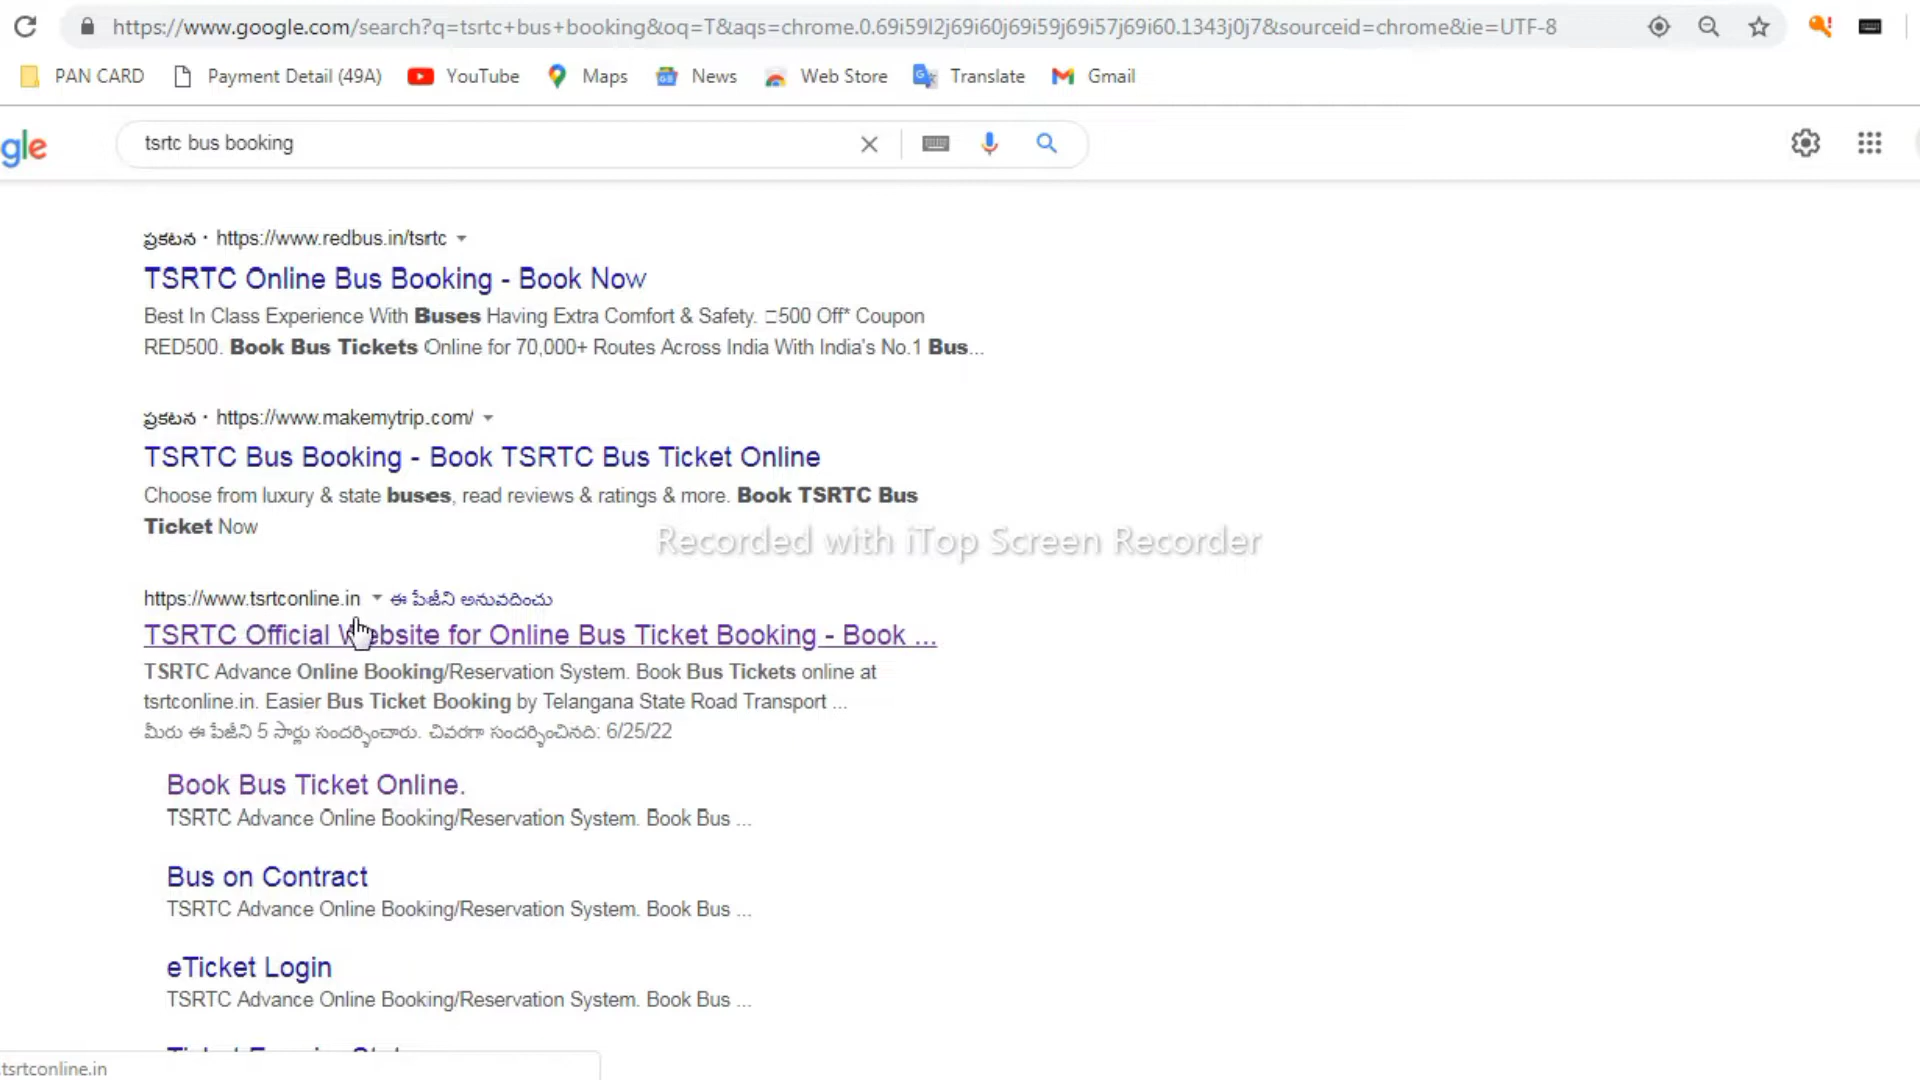 https://www.google.com/search?q=tsrtc+bus+booking&oq=T&aqs=chrome.0.69i59l2j69i60j69i59j69i57j69i60.1343j0j7&sourceid=chrome&ie=UTF-8
PAN CARD Payment Detail (49A) YouTube Maps News Web Store Translate Gmail
gle tsrtc bus booking
ప్రకటన · https://www.redbus.in/tsrtc
TSRTC Online Bus Booking - Book Now
Best In Class Experience With Buses Having Extra Comfort & Safety. □500 Off* Coupon
RED500. Book Bus Tickets Online for 70,000+ Routes Across India With India's No.1 Bus...
ప్రకటన · https://www.makemytrip.com/
TSRTC Bus Booking - Book TSRTC Bus Ticket Online
Choose from luxury & state buses, read reviews & ratings & more. Book TSRTC Bus
Ticket Now
Recorded with iTop Screen Recorder
https://www.tsrtconline.in ఈ పేజీని అనువదించు
TSRTC Official Website for Online Bus Ticket Booking - Book ...
TSRTC Advance Online Booking/Reservation System. Book Bus Tickets online at
tsrtconline.in. Easier Bus Ticket Booking by Telangana State Road Transport ...
మీరు ఈ పేజీని 5 సార్లు సందర్శించారు. చివరగా సందర్శించినది: 6/25/22
Book Bus Ticket Online.
TSRTC Advance Online Booking/Reservation System. Book Bus ...
Bus on Contract
TSRTC Advance Online Booking/Reservation System. Book Bus ...
eTicket Login
TSRTC Advance Online Booking/Reservation System. Book Bus ...
tsrtconline.in